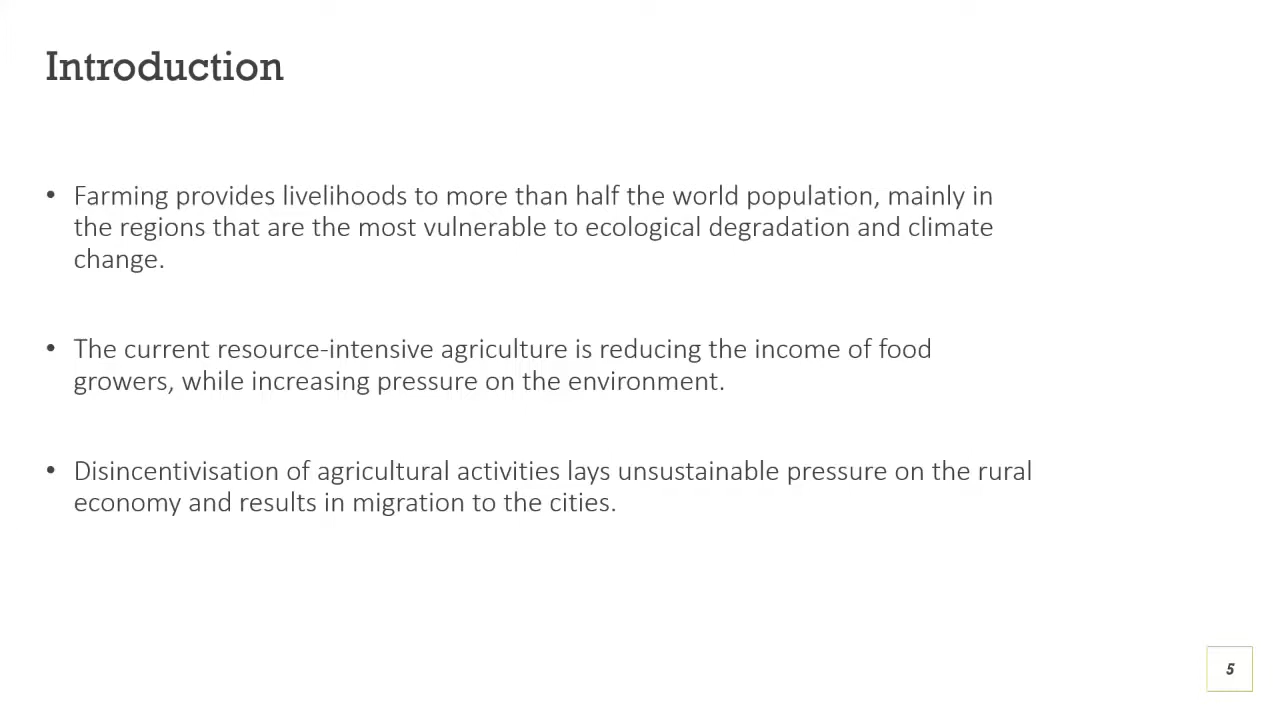 Introduction
• Farming provides livelihoods to more than half the world population, mainly in
the regions that are the most vulnerable to ecological degradation and climate
change.
• The current resource-intensive agriculture is reducing the income of food
growers, while increasing pressure on the environment.
• Disincentivisation of agricultural activities lays unsustainable pressure on the rural
economy and results in migration to the cities.
5